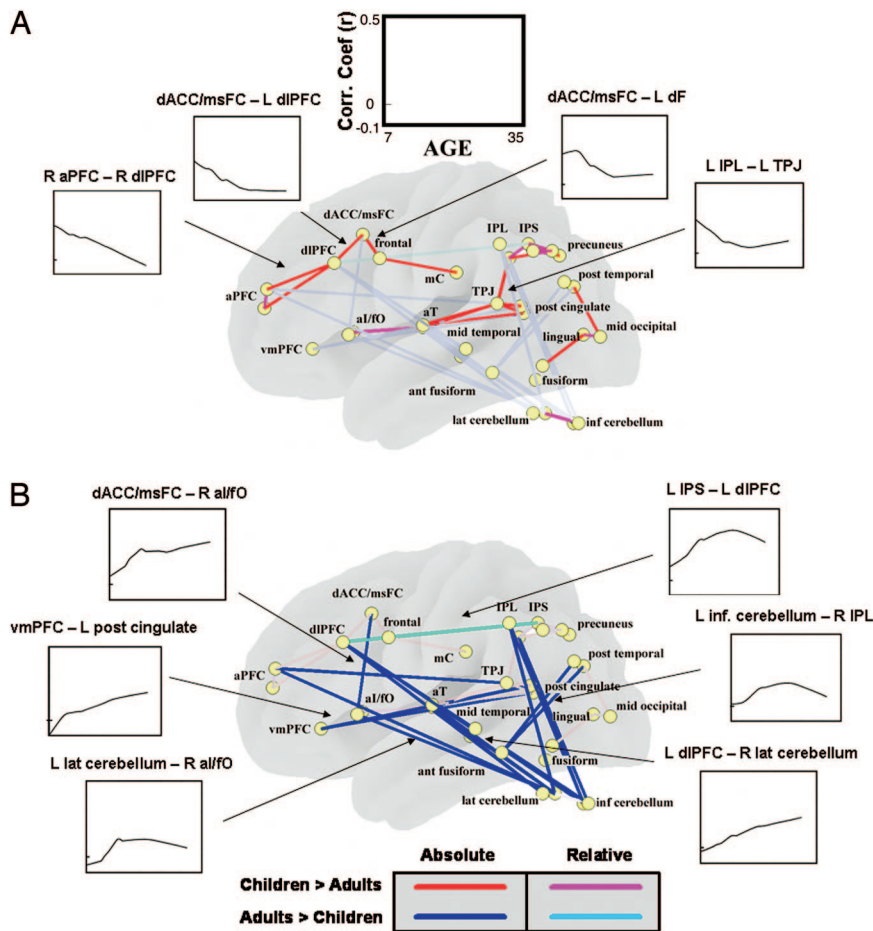 A
0.5
Corr. Coef (r)
0
-0.1
7 35
AGE
dACC/msFC – L dlPFC
dACC/msFC – L dF
R aPFC – R dlPFC
L IPL – L TPJ
dACC/msFC
IPL IPS
frontal
dlPFC
precuneus
post temporal
mC
aPFC
TPJ
post cingulate
aI/fO
aT
mid temporal
lingual
mid occipital
vmPFC
ant fusiform
fusiform
lat cerebellum
inf cerebellum
B
dACC/msFC – R aI/fO
L IPS – L dlPFC
vmPFC – L post cingulate
L inf. cerebellum – R IPL
dACC/msFC
IPL IPS
frontal
dlPFC
precuneus
post temporal
mC
aPFC
TPJ
post cingulate
aI/fO
aT
mid temporal
lingual
mid occipital
vmPFC
L lat cerebellum – R aI/fO
L dlPFC – R lat cerebellum
ant fusiform
fusiform
lat cerebellum
inf cerebellum
Absolute Relative
Children > Adults
Adults > Children